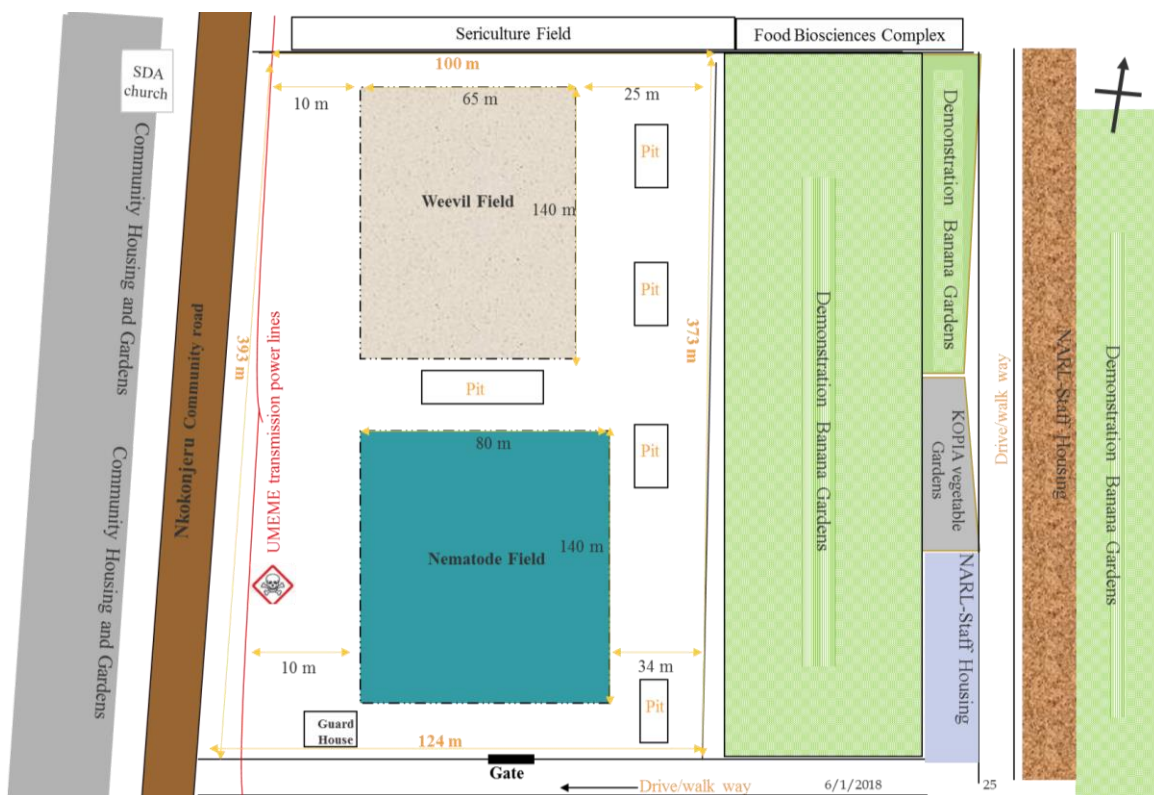 Sericulture Field
Food Biosciences Complex
SDA
church
100 m
10 m
65 m
25 m
Pit
Weevil Field
140 m
Pit
Pit
393 m
373 m
UMEME transmission power lines
Nkokonjeru Community road
Community Housing and Gardens
Community Housing and Gardens
80 m
Pit
Nematode Field
140 m
10 m
34 m
Pit
Guard
House
124 m
Gate
Drive/walk way
6/1/2018
25
Demonstration Banana Gardens
Demonstration Banana Gardens
KOPIA vegetable
Gardens
NARL-Staff Housing
Drive/walk way
NARL-Staff Housing
Demonstration Banana Gardens